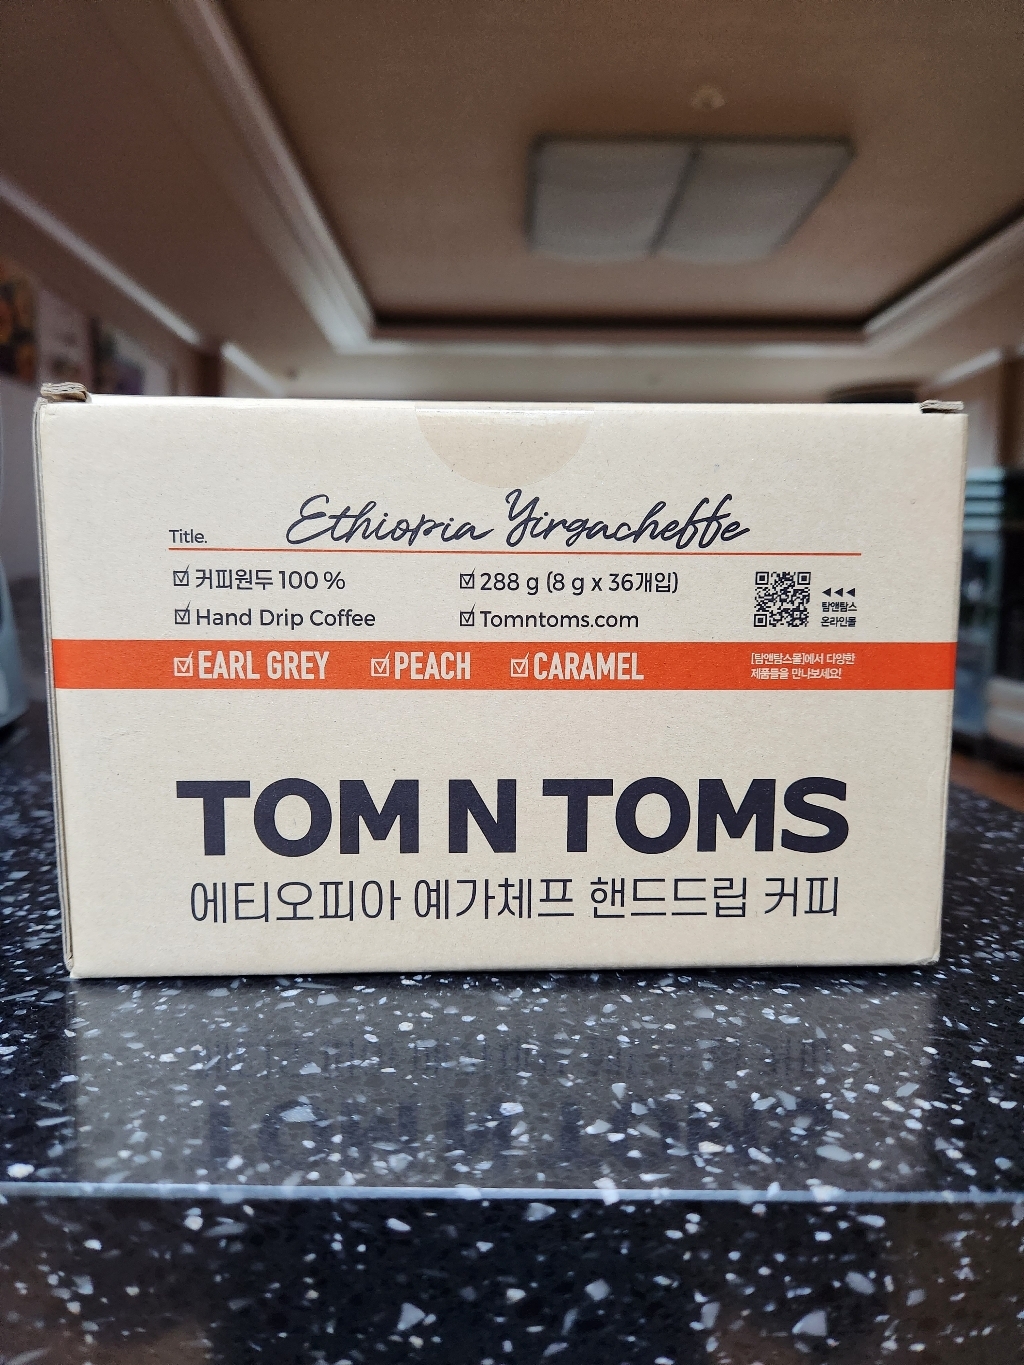 Title. Ethiopia Yirgacheffe
커피원두 100 %
288 g (8 g x 36개입)
Hand Drip Coffee
Tomntoms.com
탐앤탐스
온라인몰
EARL GREY PEACH CARAMEL
[탐앤탐스몰]에서 다양한
제품들을 만나보세요!
TOM N TOMS
에티오피아 예가체프 핸드드립 커피